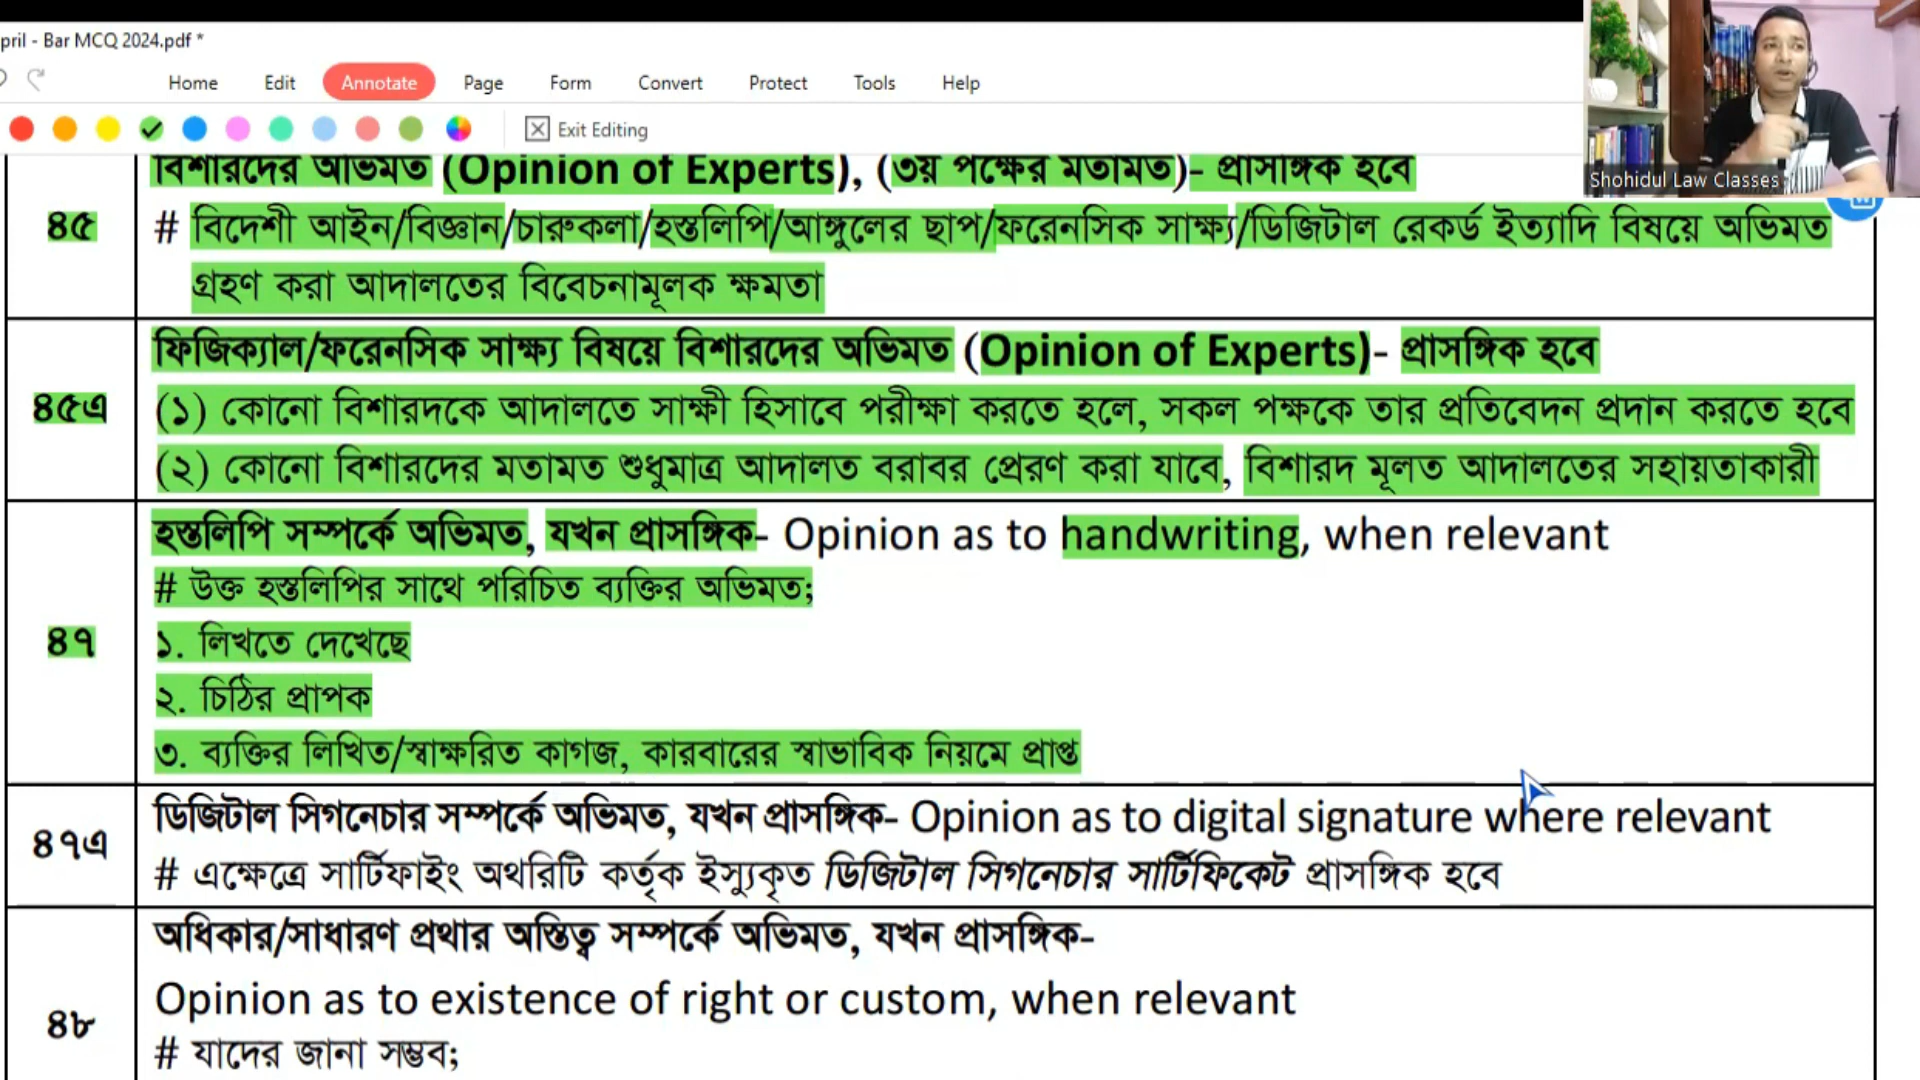 pril - Bar MCQ 2024.pdf *
Home Edit Annotate Page Form Convert Protect Tools Help
Exit Editing
Shohidul Law Classes
বিশারদের অভিমত (Opinion of Experts), (৩য় পক্ষের মতামত)- প্রাসঙ্গিক হবে
৪৫
# বিদেশী আইন/বিজ্ঞান/চারুকলা/হস্তলিপি/আঙ্গুলের ছাপ/ফরেনসিক সাক্ষ্য/ডিজিটাল রেকর্ড ইত্যাদি বিষয়ে অভিমত
গ্রহণ করা আদালতের বিবেচনামূলক ক্ষমতা
ফিজিক্যাল/ফরেনসিক সাক্ষ্য বিষয়ে বিশারদের অভিমত (Opinion of Experts)- প্রাসঙ্গিক হবে
৪৫এ
(১) কোনো বিশারদকে আদালতে সাক্ষী হিসাবে পরীক্ষা করতে হলে, সকল পক্ষকে তার প্রতিবেদন প্রদান করতে হবে
(২) কোনো বিশারদের মতামত শুধুমাত্র আদালত বরাবর প্রেরণ করা যাবে, বিশারদ মূলত আদালতের সহায়তাকারী
হস্তলিপি সম্পর্কে অভিমত, যখন প্রাসঙ্গিক- Opinion as to handwriting, when relevant
# উক্ত হস্তলিপির সাথে পরিচিত ব্যক্তির অভিমত;
৪৭
১. লিখতে দেখেছে
২. চিঠির প্রাপক
৩. ব্যক্তির লিখিত/স্বাক্ষরিত কাগজ, কারবারের স্বাভাবিক নিয়মে প্রাপ্ত
ডিজিটাল সিগনেচার সম্পর্কে অভিমত, যখন প্রাসঙ্গিক- Opinion as to digital signature where relevant
৪৭এ
# এক্ষেত্রে সার্টিফাইং অথরিটি কর্তৃক ইস্যুকৃত ডিজিটাল সিগনেচার সার্টিফিকেট প্রাসঙ্গিক হবে
অধিকার/সাধারণ প্রথার অস্তিত্ব সম্পর্কে অভিমত, যখন প্রাসঙ্গিক-
Opinion as to existence of right or custom, when relevant
৪৮
# যাদের জানা সম্ভব;